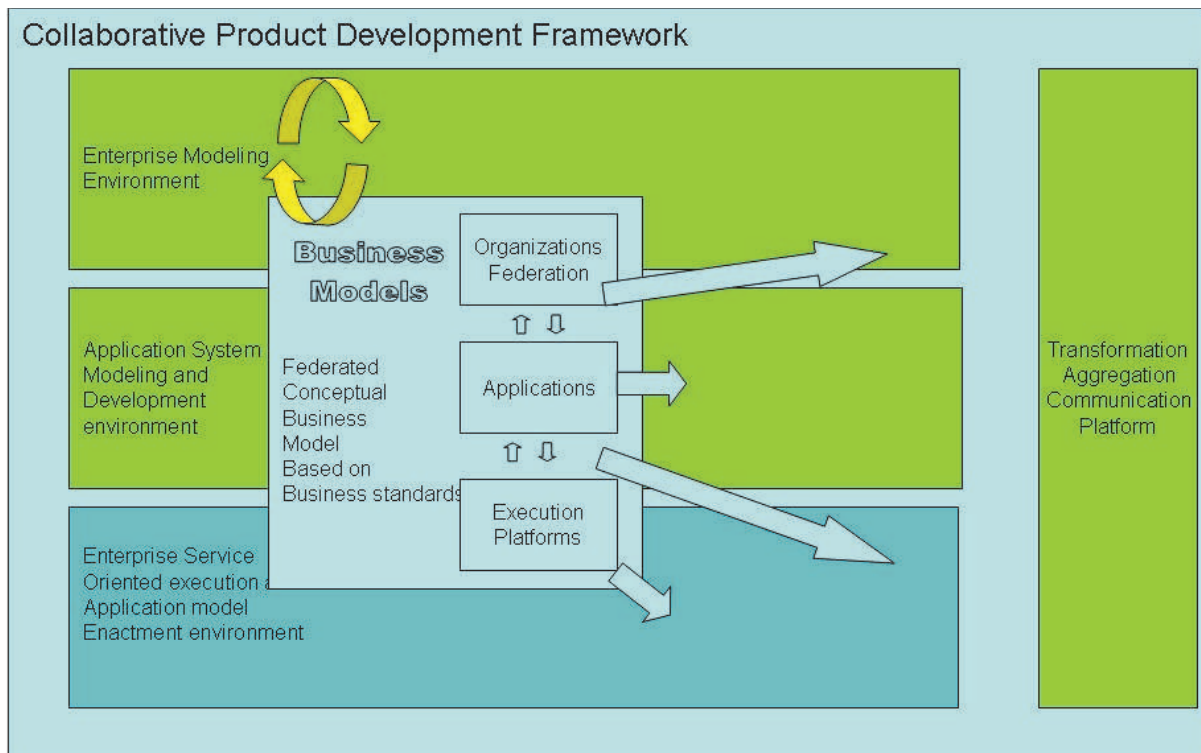 Collaborative Product Development Framework
Enterprise Modeling
Environment
Business
Models
Organizations
Federation
Application System
Modeling and
Development
environment
Federated
Conceptual
Business
Model
Based on
Business standards
Applications
Execution
Platforms
Enterprise Service
Oriented execution
Application model
Enactment environment
Transformation
Aggregation
Communication
Platform